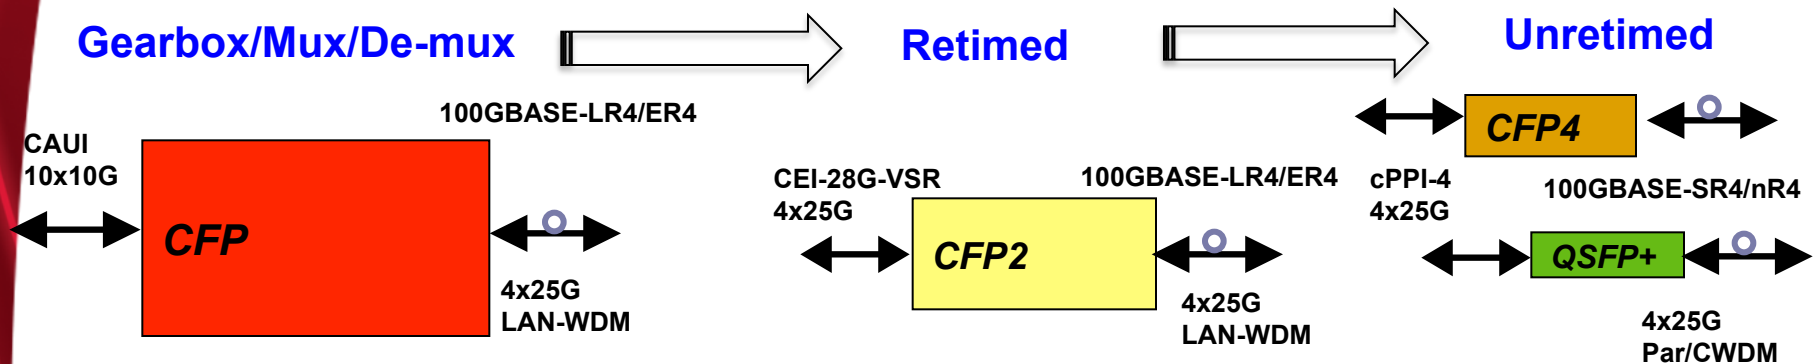 Gearbox/Mux/De-mux
Retimed
Unretimed
100GBASE-LR4/ER4
CAUI
10x10G
CFP
4x25G
LAN-WDM
CEI-28G-VSR
4x25G
100GBASE-LR4/ER4
CFP2
4x25G
LAN-WDM
CFP4
cPPI-4
4x25G
100GBASE-SR4/nR4
QSFP+
4x25G
Par/CWDM